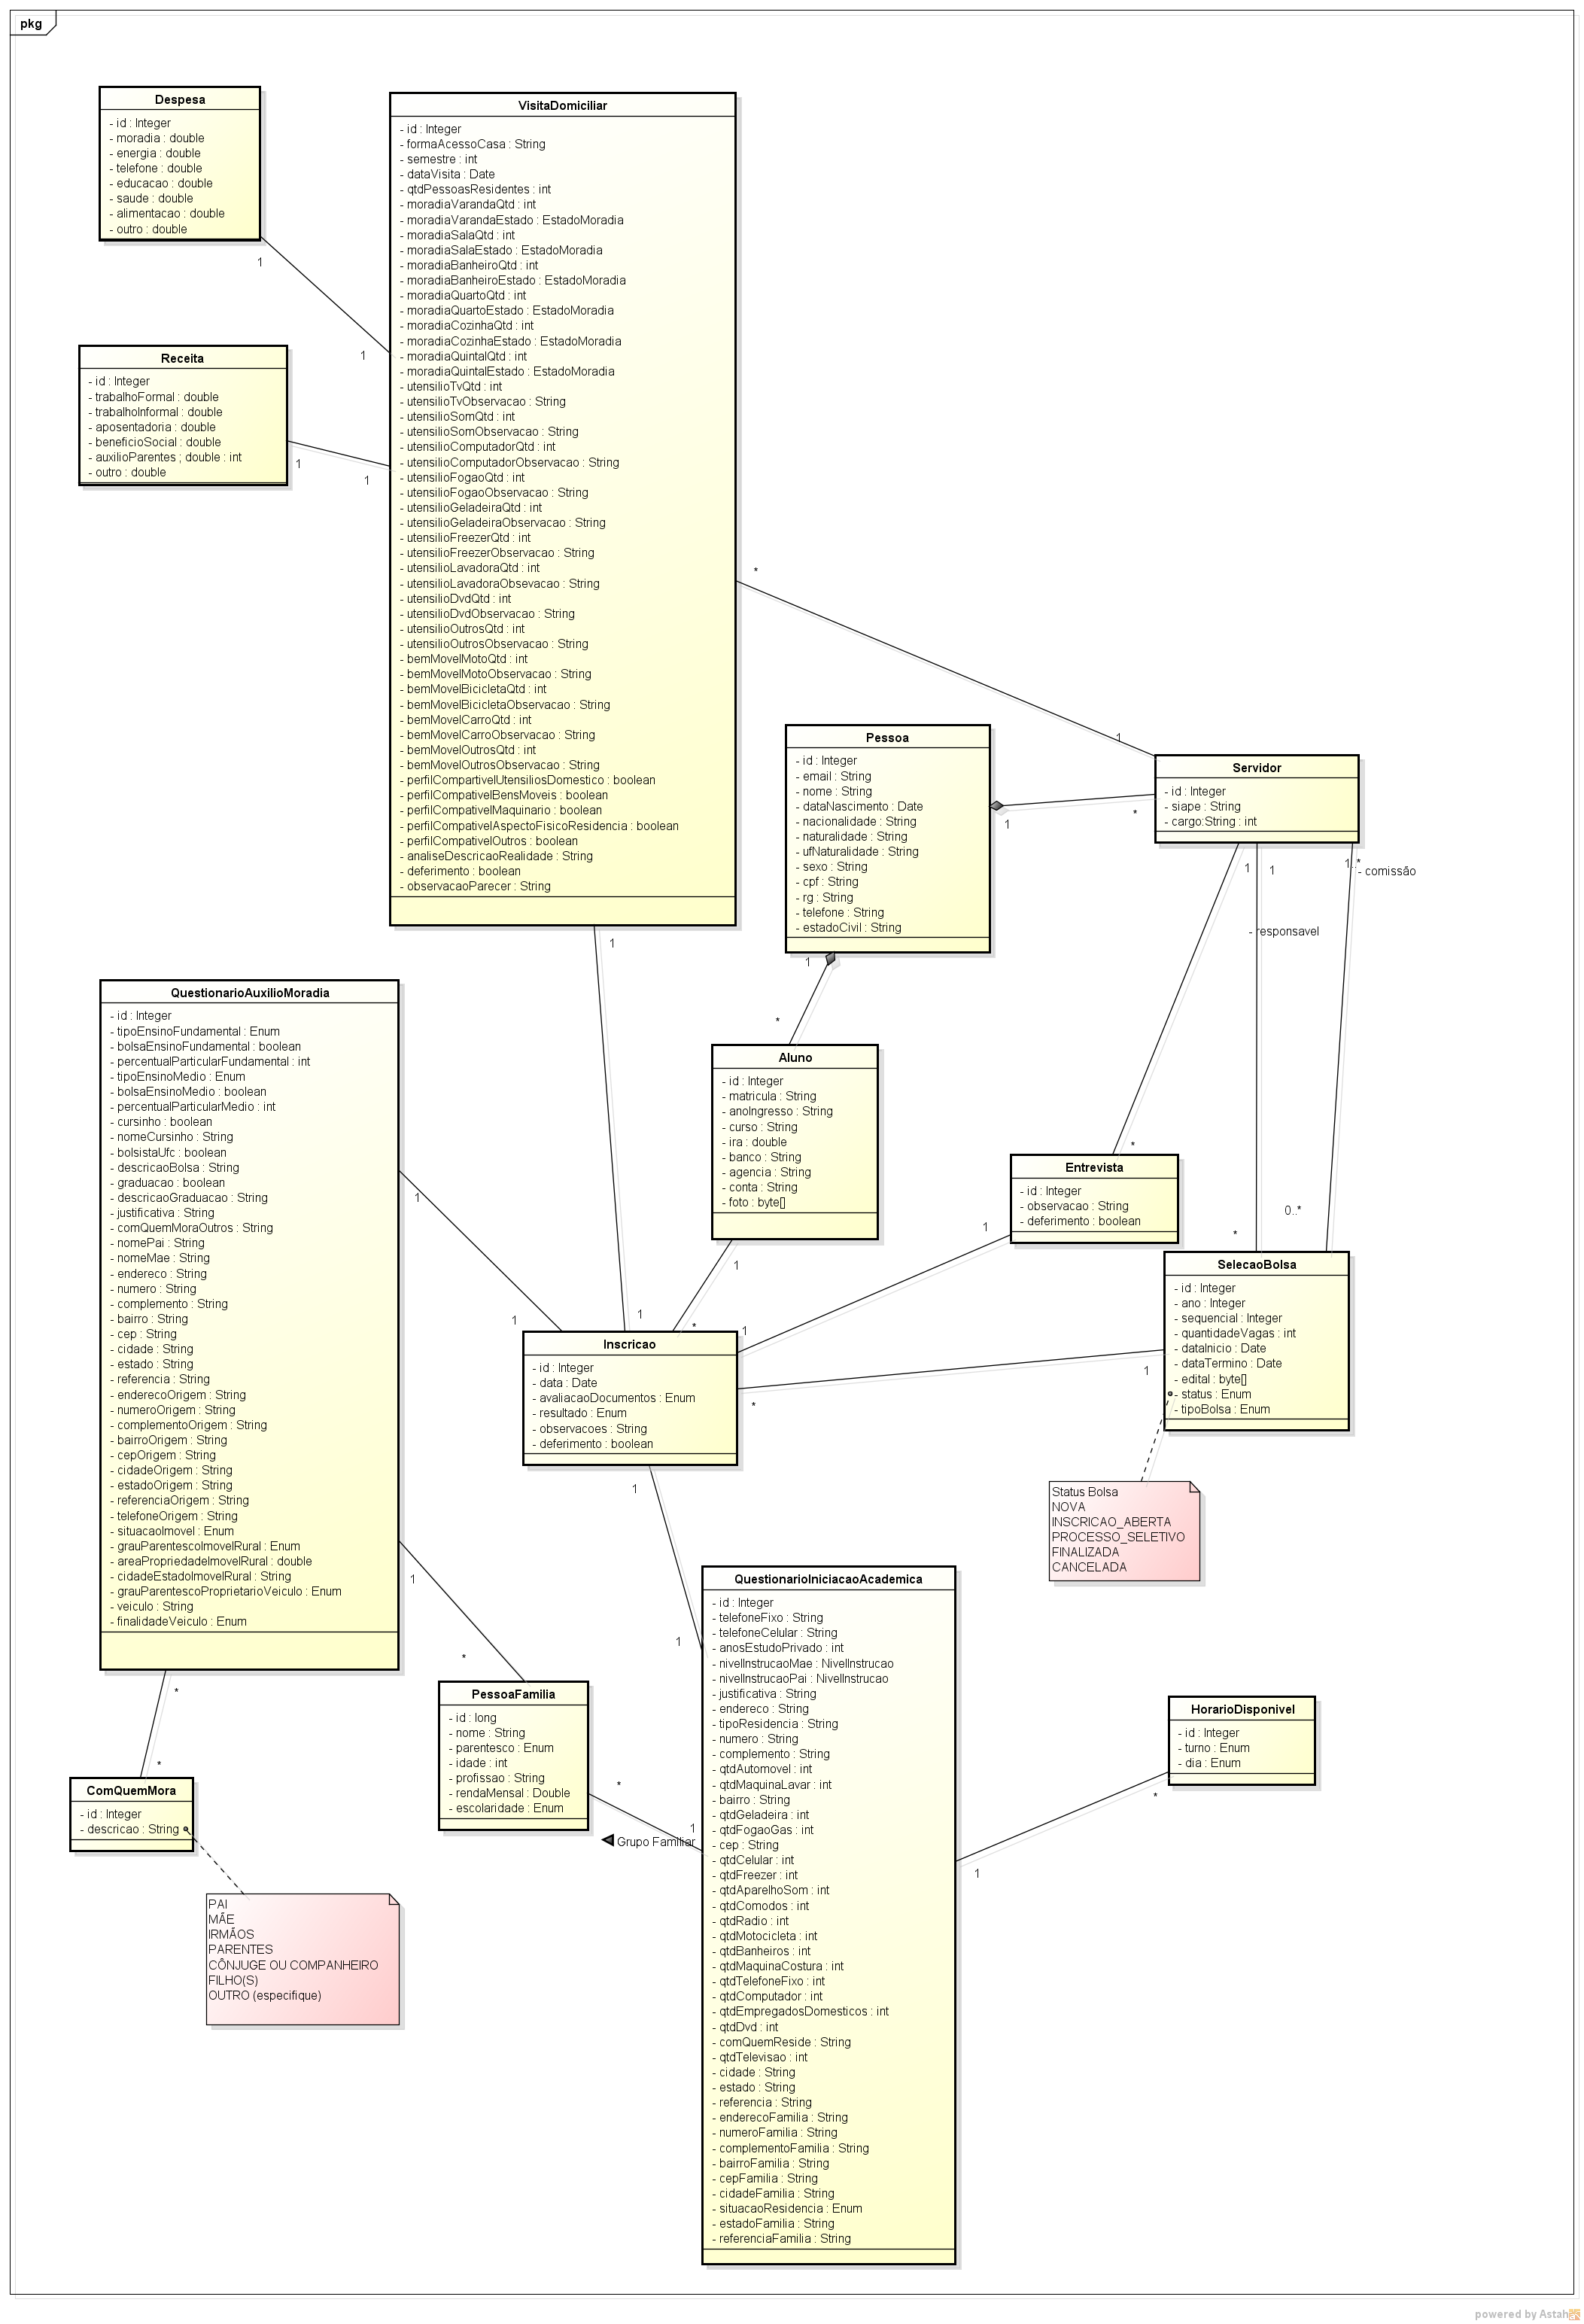 pkg
Despesa
- id : Integer
- moradia : double
- energia : double
- telefone : double
- educacao : double
- saude : double
- alimentacao : double
- outro : double
1
1
Receita
- id : Integer
- trabalhoFormal : double
- trabalhoInformal : double
- aposentadoria : double
- beneficioSocial : double
- auxilioParentes ; double : int
- outro : double
1
1
VisitaDomiciliar
- id : Integer
- formaAcessoCasa : String
- semestre : int
- dataVisita : Date
- qtdPessoasResidentes : int
- moradiaVarandaQtd : int
- moradiaVarandaEstado : EstadoMoradia
- moradiaSalaQtd : int
- moradiaSalaEstado : EstadoMoradia
- moradiaBanheiroQtd : int
- moradiaBanheiroEstado : EstadoMoradia
- moradiaQuartoQtd : int
- moradiaQuartoEstado : EstadoMoradia
- moradiaCozinhaQtd : int
- moradiaCozinhaEstado : EstadoMoradia
- moradiaQuintalQtd : int
- moradiaQuintalEstado : EstadoMoradia
- utensilioTvQtd : int
- utensilioTvObservacao : String
- utensilioSomQtd : int
- utensilioSomObservacao : String
- utensilioComputadorQtd : int
- utensilioComputadorObservacao : String
- utensilioFogaoQtd : int
- utensilioFogaoObservacao : String
- utensilioGeladeiraQtd : int
- utensilioGeladeiraObservacao : String
- utensilioFreezerQtd : int
- utensilioFreezerObservacao : String
- utensilioLavadoraQtd : int
- utensilioLavadoraObsevacao : String
- utensilioDvdQtd : int
- utensilioDvdObservacao : String
- utensilioOutrosQtd : int
- utensilioOutrosObservacao : String
- bemMovelMotoQtd : int
- bemMovelMotoObservacao : String
- bemMovelBicicletaQtd : int
- bemMovelBicicletaObservacao : String
- bemMovelCarroQtd : int
- bemMovelCarroObservacao : String
- bemMovelOutrosQtd : int
- bemMovelOutrosObservacao : String
- perfilCompartivelUtensiliosDomestico : boolean
- perfilCompativelBensMoveis : boolean
- perfilCompativelMaquinario : boolean
- perfilCompativelAspectoFisicoResidencia : boolean
- perfilCompativelOutros : boolean
- analiseDescricaoRealidade : String
- deferimento : boolean
- observacaoParecer : String
*
1
1
1
Pessoa
- id : Integer
- email : String
- nome : String
- dataNascimento : Date
- nacionalidade : String
- naturalidade : String
- ufNaturalidade : String
- sexo : String
- cpf : String
- rg : String
- telefone : String
- estadoCivil : String
1
*
1
*
Servidor
- id : Integer
- siape : String
- cargo:String : int
1
1
1..*
- comissão
- responsavel
*
0..*
*
Aluno
- id : Integer
- matricula : String
- anoIngresso : String
- curso : String
- ira : double
- banco : String
- agencia : String
- conta : String
- foto : byte[]
1
*
Entrevista
- id : Integer
- observacao : String
- deferimento : boolean
1
1
SelecaoBolsa
- id : Integer
- ano : Integer
- sequencial : Integer
- quantidadeVagas : int
- dataInicio : Date
- dataTermino : Date
- edital : byte[]
- status : Enum
- tipoBolsa : Enum
1
*
Status Bolsa
NOVA
INSCRICAO_ABERTA
PROCESSO_SELETIVO
FINALIZADA
CANCELADA
QuestionarioAuxilioMoradia
- id : Integer
- tipoEnsinoFundamental : Enum
- bolsaEnsinoFundamental : boolean
- percentualParticularFundamental : int
- tipoEnsinoMedio : Enum
- bolsaEnsinoMedio : boolean
- percentualParticularMedio : int
- cursinho : boolean
- nomeCursinho : String
- bolsistaUfc : boolean
- descricaoBolsa : String
- graduacao : boolean
- descricaoGraduacao : String
- justificativa : String
- comQuemMoraOutros : String
- nomePai : String
- nomeMae : String
- endereco : String
- numero : String
- complemento : String
- bairro : String
- cep : String
- cidade : String
- estado : String
- referencia : String
- enderecoOrigem : String
- numeroOrigem : String
- complementoOrigem : String
- bairroOrigem : String
- cepOrigem : String
- cidadeOrigem : String
- estadoOrigem : String
- referenciaOrigem : String
- telefoneOrigem : String
- situacaoImovel : Enum
- grauParentescoImovelRural : Enum
- areaPropriedadeImovelRural : double
- cidadeEstadoImovelRural : String
- grauParentescoProprietarioVeiculo : Enum
- veiculo : String
- finalidadeVeiculo : Enum
1
1
1
*
*
*
Inscricao
- id : Integer
- data : Date
- avaliacaoDocumentos : Enum
- resultado : Enum
- observacoes : String
- deferimento : boolean
1
1
PessoaFamilia
- id : long
- nome : String
- parentesco : Enum
- idade : int
- profissao : String
- rendaMensal : Double
- escolaridade : Enum
*
1
Grupo Familiar
ComQuemMora
- id : Integer
- descricao : String
PAI
MÃE
IRMÃOS
PARENTES
CÔNJUGE OU COMPANHEIRO
FILHO(S)
OUTRO (especifique)
QuestionarioIniciacaoAcademica
- id : Integer
- telefoneFixo : String
- telefoneCelular : String
- anosEstudoPrivado : int
- nivelInstrucaoMae : NivelInstrucao
- nivelInstrucaoPai : NivelInstrucao
- justificativa : String
- endereco : String
- tipoResidencia : String
- numero : String
- complemento : String
- qtdAutomovel : int
- qtdMaquinaLavar : int
- bairro : String
- qtdGeladeira : int
- qtdFogaoGas : int
- cep : String
- qtdCelular : int
- qtdFreezer : int
- qtdAparelhoSom : int
- qtdComodos : int
- qtdRadio : int
- qtdMotocicleta : int
- qtdBanheiros : int
- qtdMaquinaCostura : int
- qtdTelefoneFixo : int
- qtdComputador : int
- qtdEmpregadosDomesticos : int
- qtdDvd : int
- comQuemReside : String
- qtdTelevisao : int
- cidade : String
- estado : String
- referencia : String
- enderecoFamilia : String
- numeroFamilia : String
- complementoFamilia : String
- bairroFamilia : String
- cepFamilia : String
- cidadeFamilia : String
- situacaoResidencia : Enum
- estadoFamilia : String
- referenciaFamilia : String
1
*
HorarioDisponivel
- id : Integer
- turno : Enum
- dia : Enum
powered by Astah